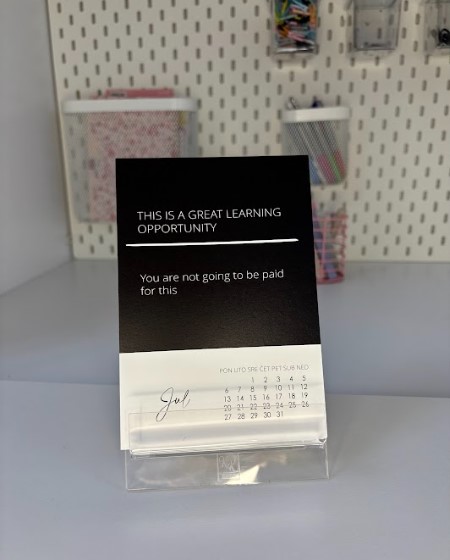 THIS IS A GREAT LEARNING
OPPORTUNITY
You are not going to be paid
for this
PON UTO SRE ČET PET SUB NED
1 2 3 4 5
6 7 8 9 10 11 12
Jul
13 14 15 16 17 18 19
20 21 22 23 24 25 26
27 28 29 30 31